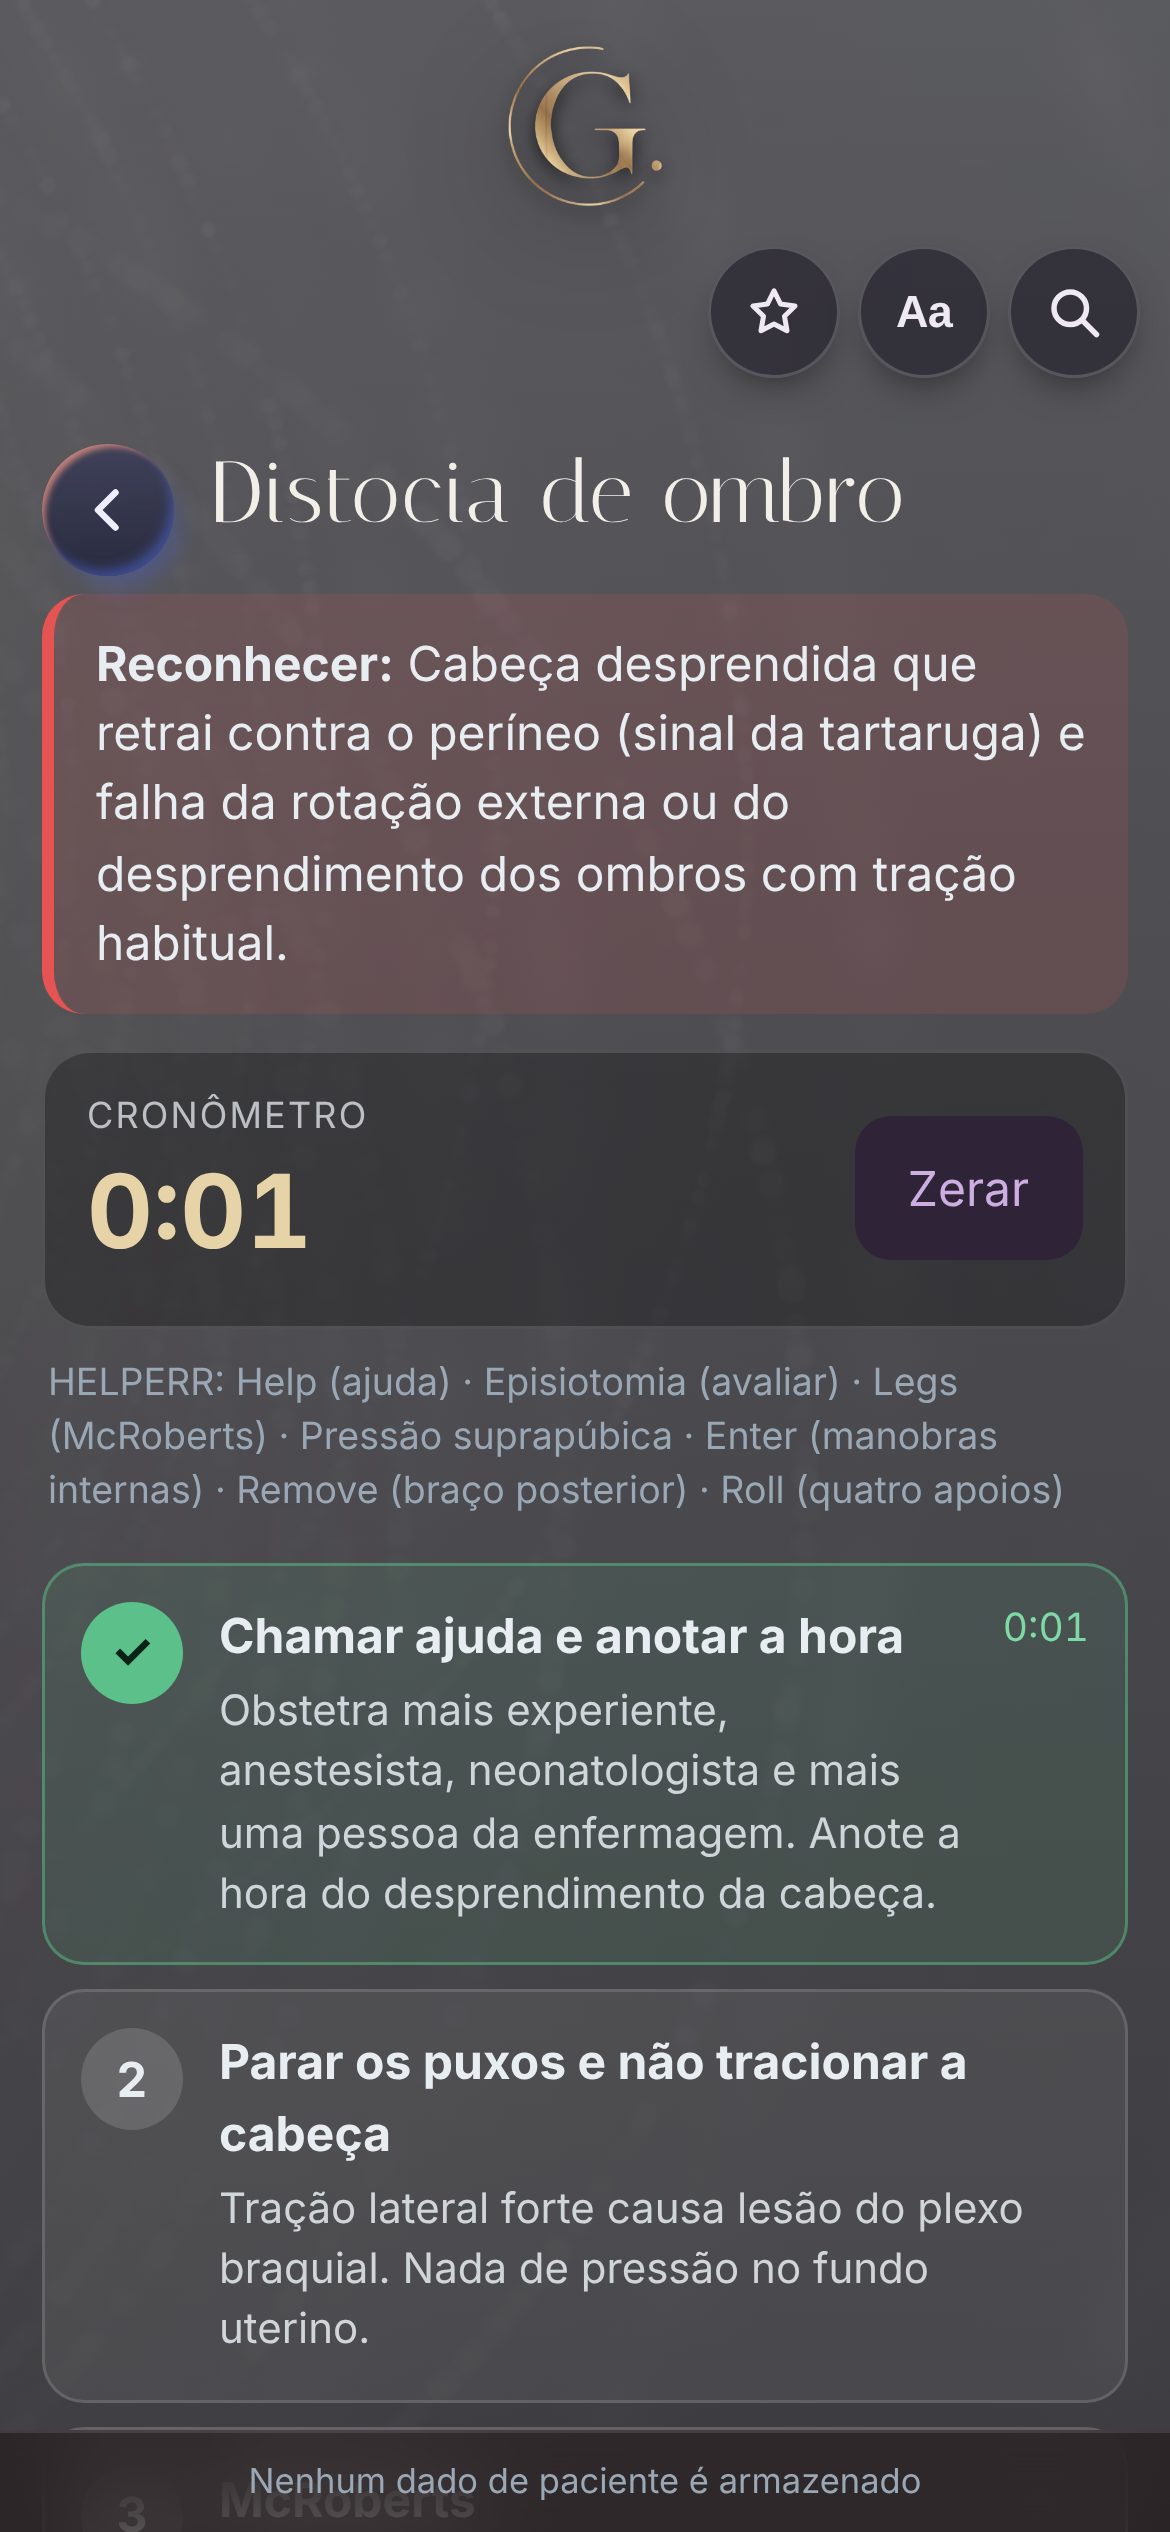 G.
Aa
Distocia de ombro
Reconhecer: Cabeça desprendida que
retrai contra o períneo (sinal da tartaruga) e
falha da rotação externa ou do
desprendimento dos ombros com tração
habitual.
CRONÔMETRO
0:01
Zerar
HELPERR: Help (ajuda) · Episiotomia (avaliar) · Legs
(McRoberts) · Pressão suprapúbica · Enter (manobras
internas) · Remove (braço posterior) · Roll (quatro apoios)
Chamar ajuda e anotar a hora
0:01
Obstetra mais experiente,
anestesista, neonatologista e mais
uma pessoa da enfermagem. Anote a
hora do desprendimento da cabeça.
2
Parar os puxos e não tracionar a
cabeça
Tração lateral forte causa lesão do plexo
braquial. Nada de pressão no fundo
uterino.
Nenhum dado de paciente é armazenado
3
McRoberts